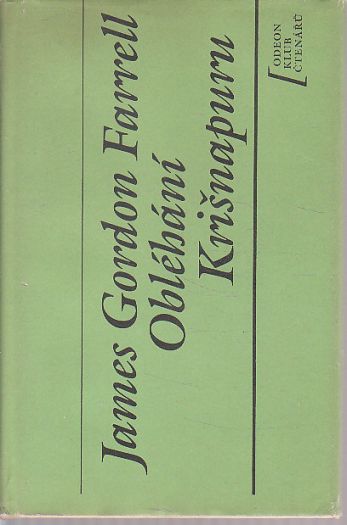 James Gordon Farrell
Obléhání
Krišnapuru
ODEON
KLUB
ČTENÁŘŮ